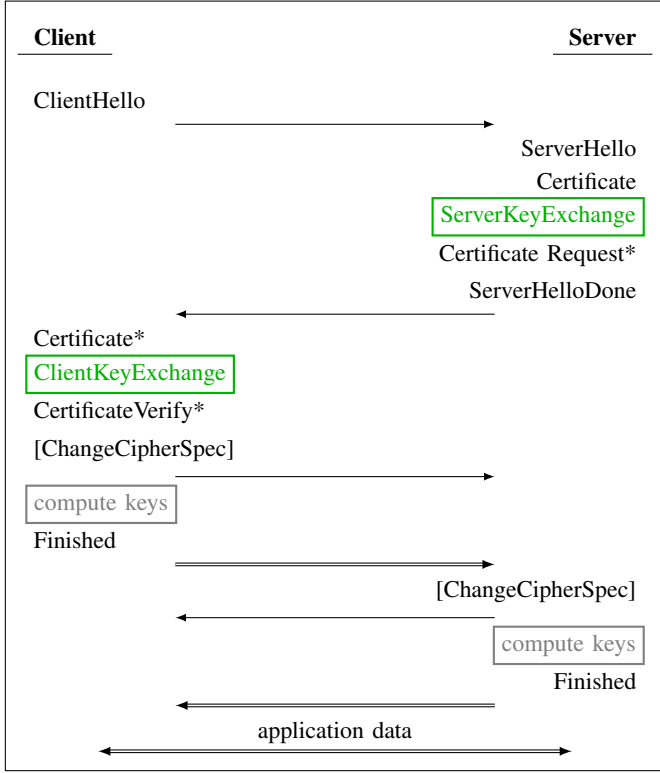 Client Server
ClientHello
ServerHello
Certificate
ServerKeyExchange
Certificate Request*
ServerHelloDone
Certificate*
ClientKeyExchange
CertificateVerify*
[ChangeCipherSpec]
compute keys
Finished
[ChangeCipherSpec]
compute keys
Finished
application data